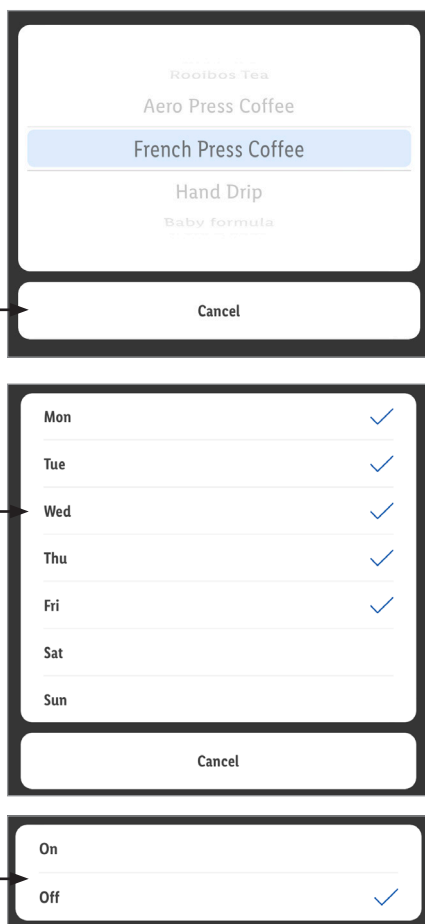 Rooibos Tea
Aero Press Coffee
French Press Coffee
Hand Drip
Baby formula
Cancel
Mon
Tue
Wed
Thu
Fri
Sat
Sun
Cancel
On
Off